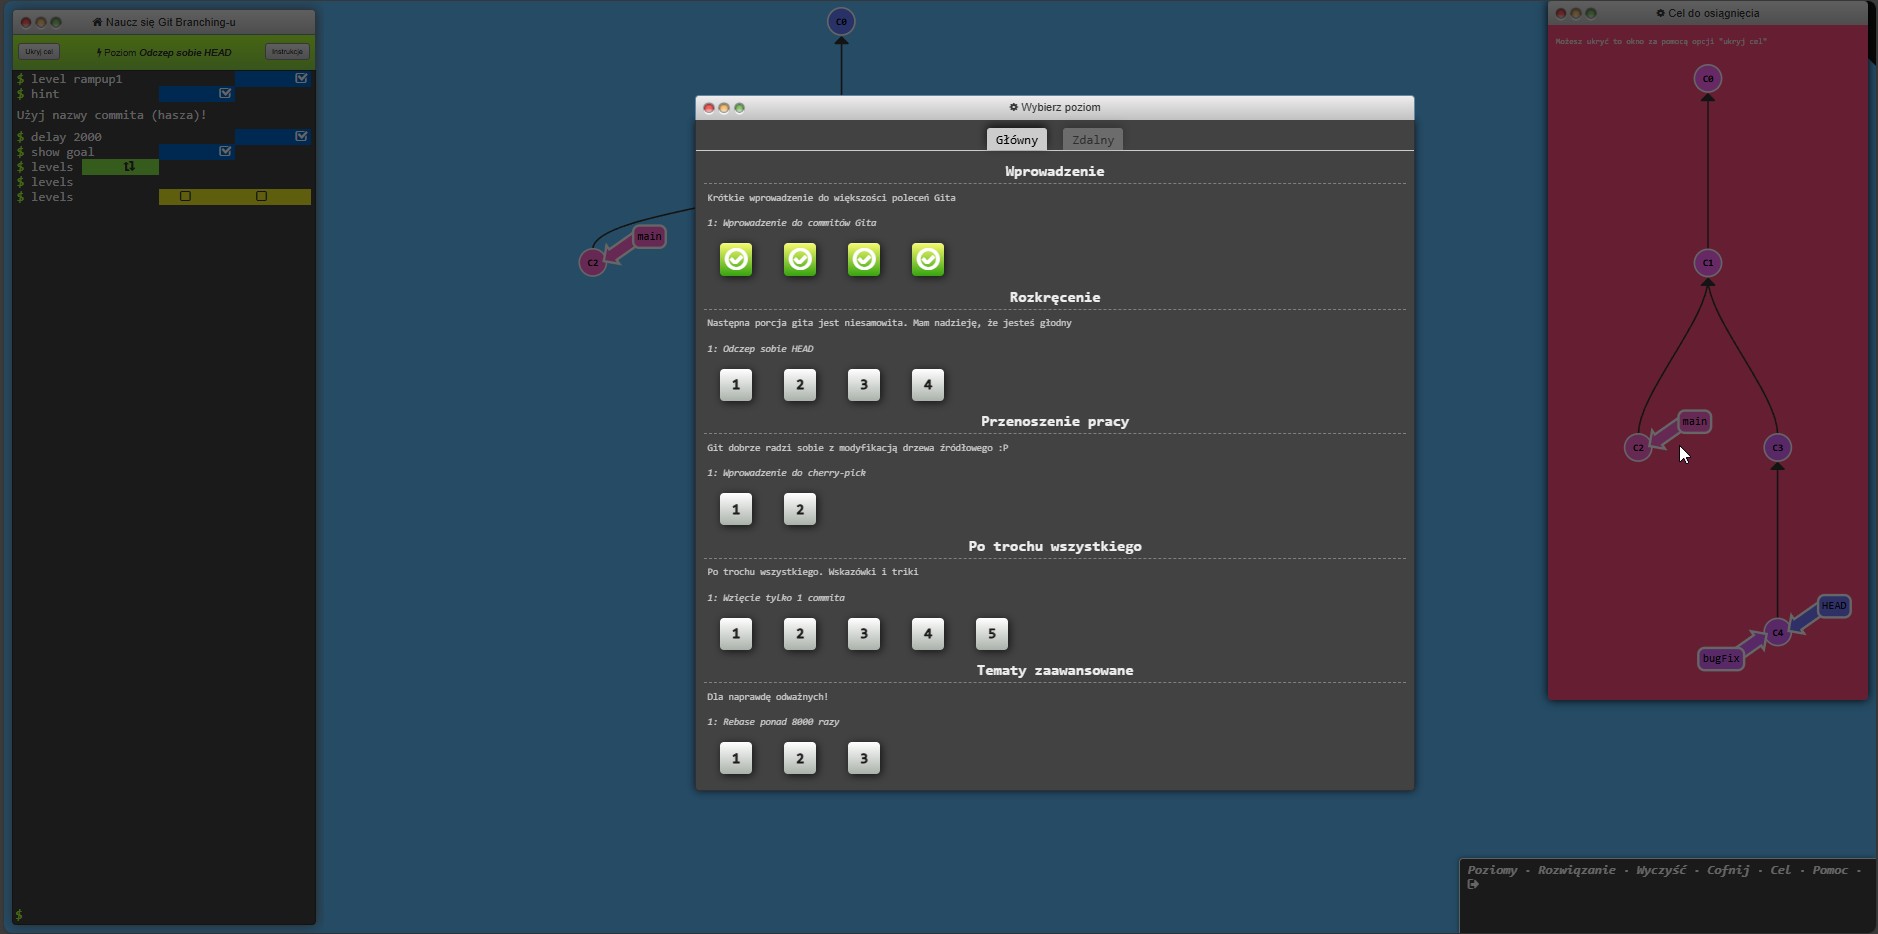 Naucz się Git Branching-u
Ukryj cel
Poziom Odczep sobie HEAD
Instrukcje
$ level rampup1
$ hint
Użyj nazwy commita (hasza)!
$ delay 2000
$ show goal
$ levels
$ levels
$ levels
$
C0
main
C2
Wybierz poziom
Główny
Zdalny
Wprowadzenie
Krótkie wprowadzenie do większości poleceń Gita
1: Wprowadzenie do commitów Gita
Rozkręcenie
Następna porcja gita jest niesamowita. Mam nadzieję, że jesteś głodny
1: Odczep sobie HEAD
1 2 3 4
Przenoszenie pracy
Git dobrze radzi sobie z modyfikacją drzewa źródłowego :P
1: Wprowadzenie do cherry-pick
1 2
Po trochu wszystkiego
Po trochu wszystkiego. Wskazówki i triki
1: Wzięcie tylko 1 commita
1 2 3 4 5
Tematy zaawansowane
Dla naprawdę odważnych!
1: Rebase ponad 8000 razy
1 2 3
Cel do osiągnięcia
Możesz ukryć to okno za pomocą opcji "ukryj cel"
C0
C1
main
C2
C3
HEAD
C4
bugFix
Poziomy - Rozwiązanie - Wyczyść - Cofnij - Cel - Pomoc -